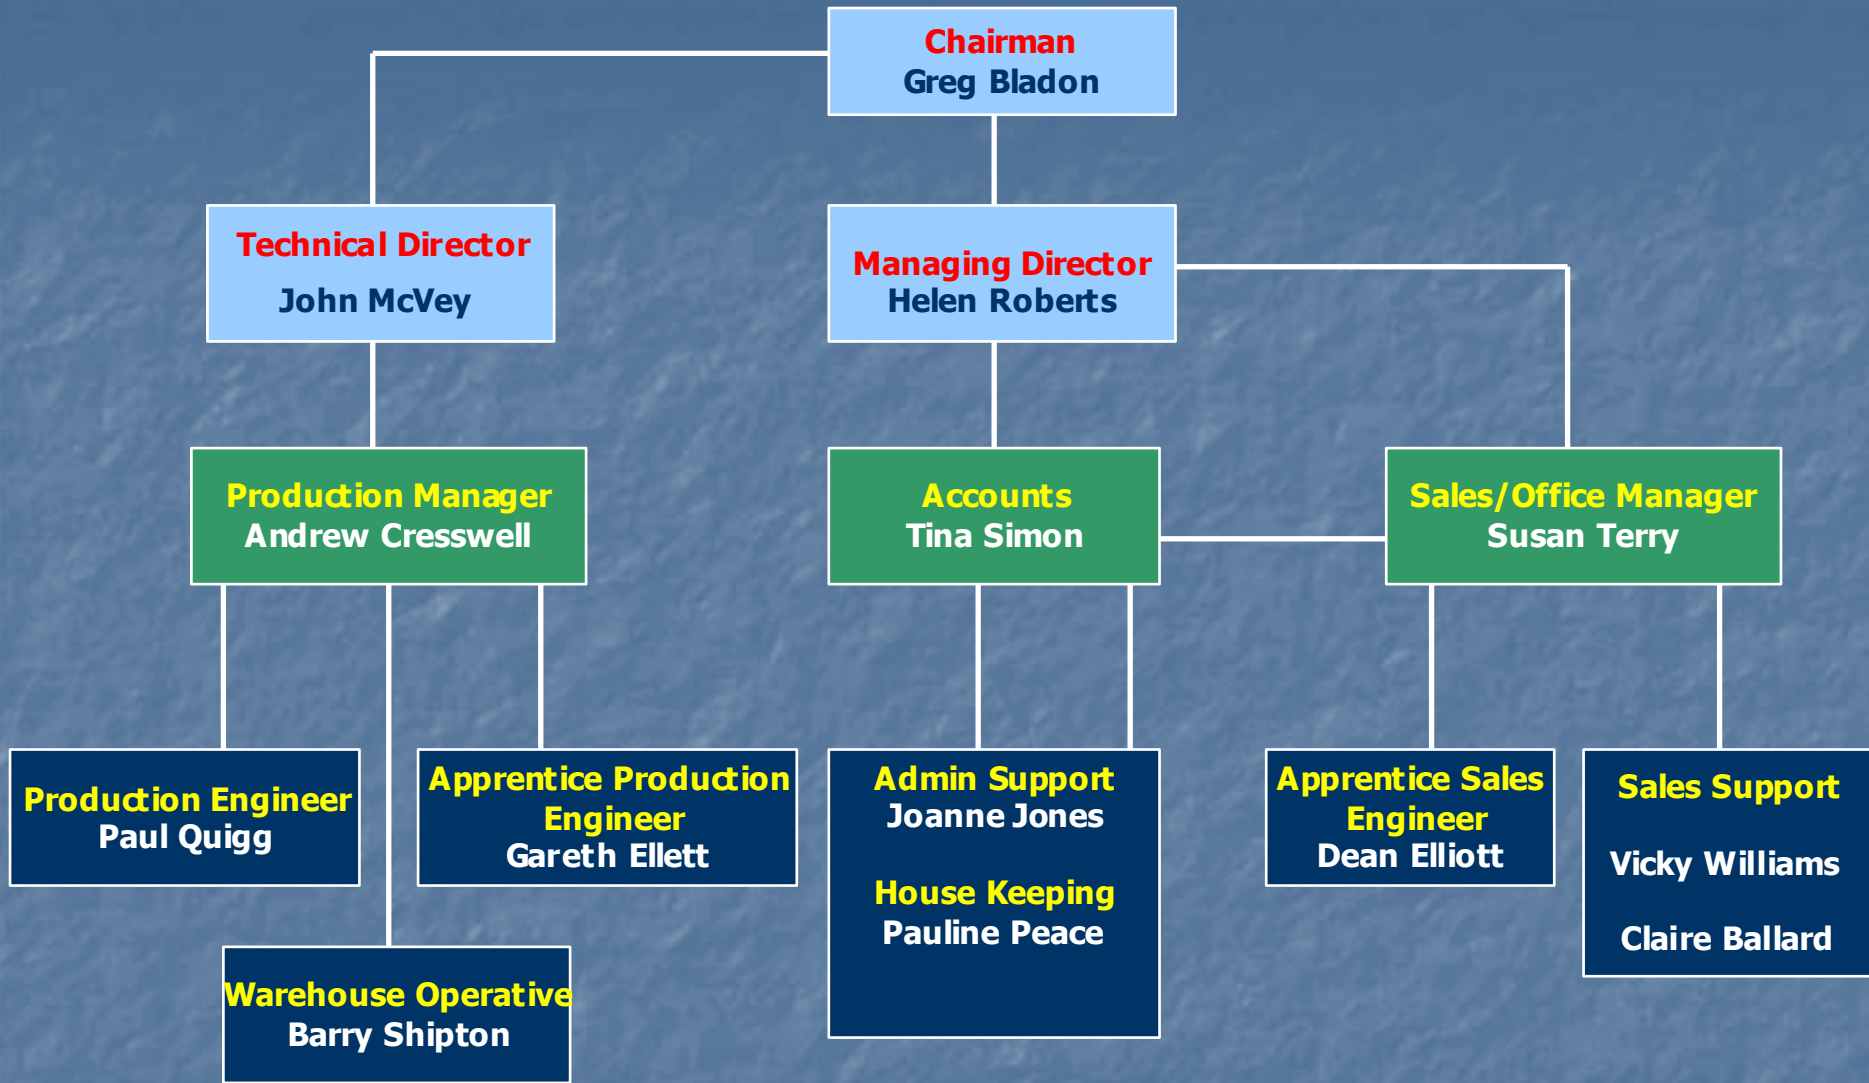 Chairman
Greg Bladon
Technical Director
John McVey
Managing Director
Helen Roberts
Production Manager
Andrew Cresswell
Accounts
Tina Simon
Sales/Office Manager
Susan Terry
Production Engineer
Paul Quigg
Apprentice Production
Engineer
Gareth Ellett
Admin Support
Joanne Jones
House Keeping
Pauline Peace
Apprentice Sales
Engineer
Dean Elliott
Sales Support
Vicky Williams
Claire Ballard
Warehouse Operative
Barry Shipton